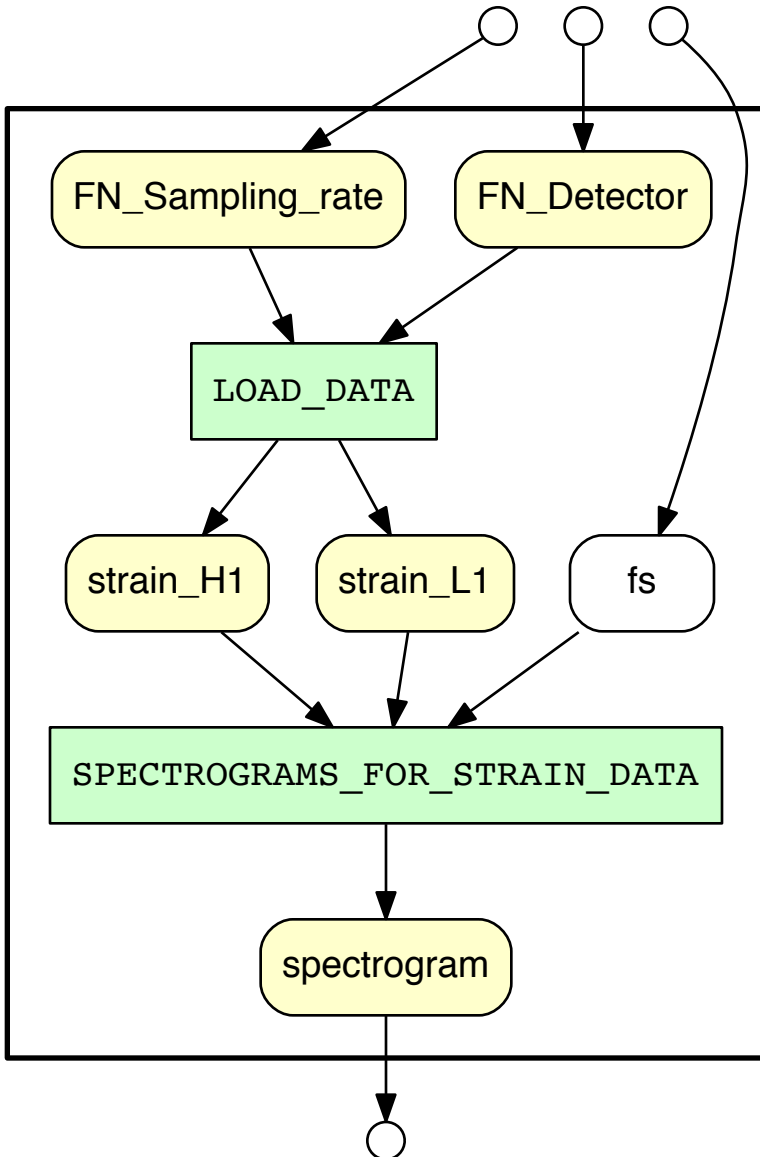 FN_Sampling_rate
FN_Detector
LOAD_DATA
strain_H1
strain_L1
fs
SPECTROGRAMS_FOR_STRAIN_DATA
spectrogram